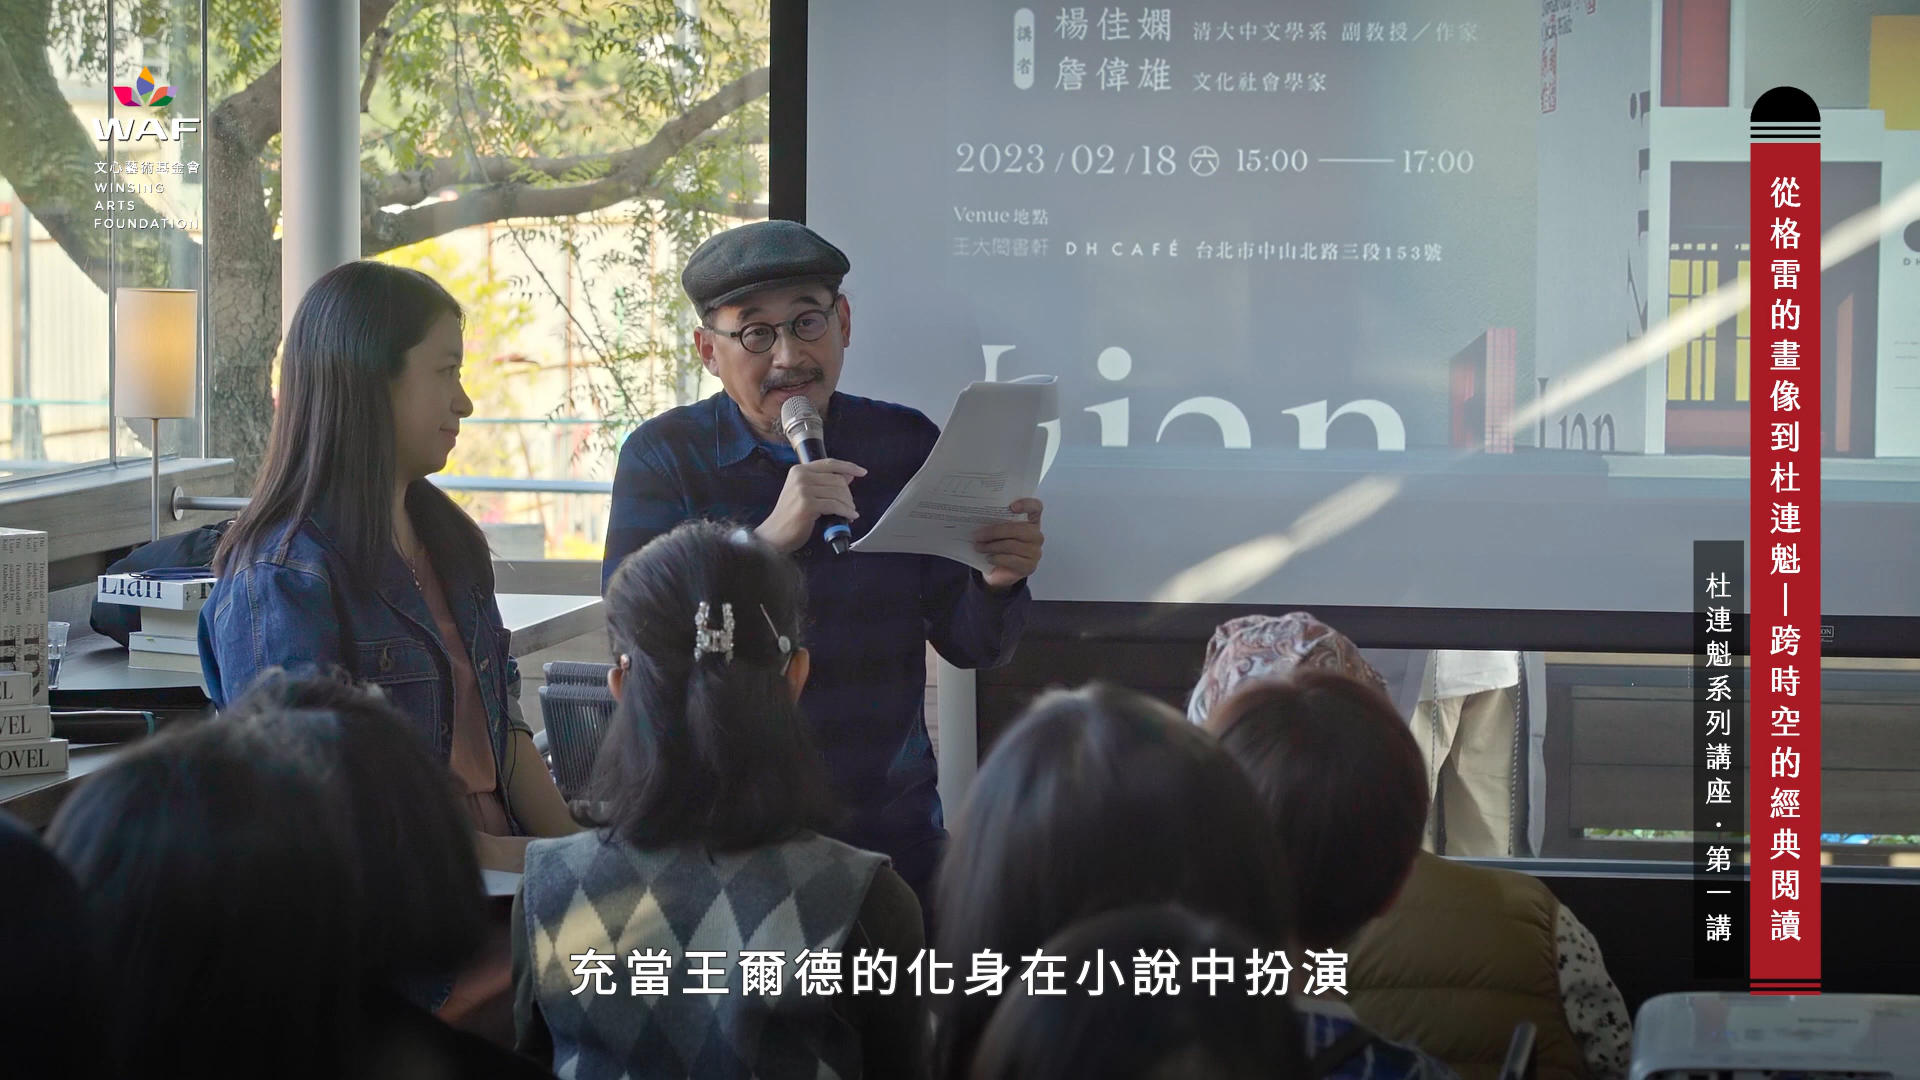 WAF
文心藝術基金會
WINSING
ARTS
FOUNDATION
講者
楊佳嫻 清大中文學系 副教授／作家
詹偉雄 文化社會學家
2023/02/18 六 15:00 —— 17:00
Venue 地點
王大閎書軒 DH CAFÉ 台北市中山北路三段153號
Lian
NOVEL
從格雷的畫像到杜連魁—跨時空的經典閱讀
杜連魁系列講座・第一講
充當王爾德的化身在小說中扮演